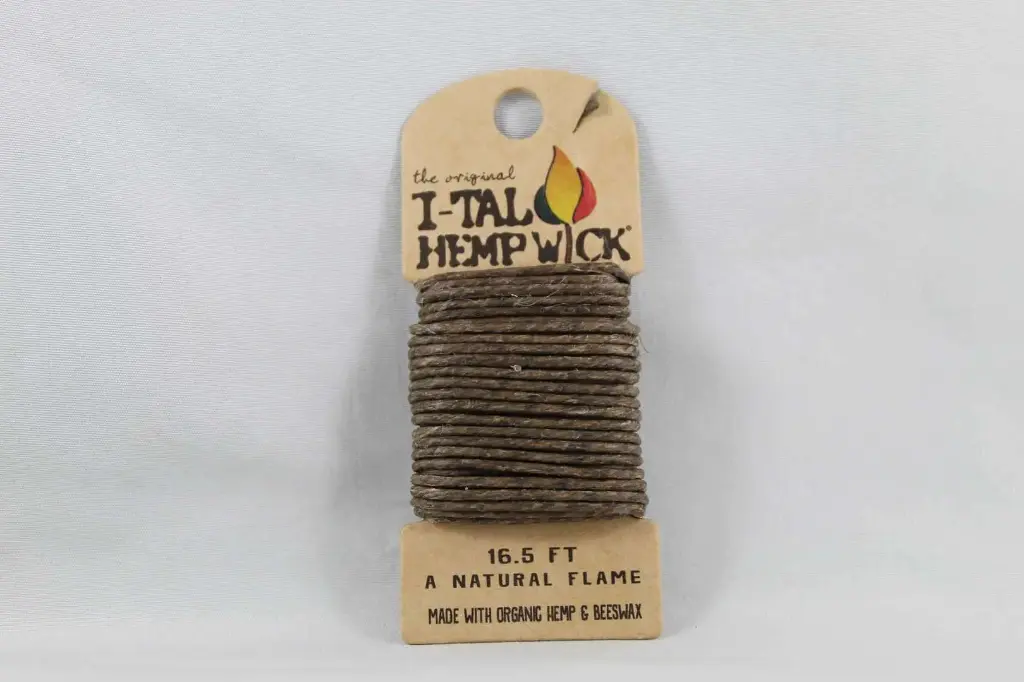 the original
I-TAL
HEMP WICK®
16.5 FT
A NATURAL FLAME
MADE WITH ORGANIC HEMP & BEESWAX